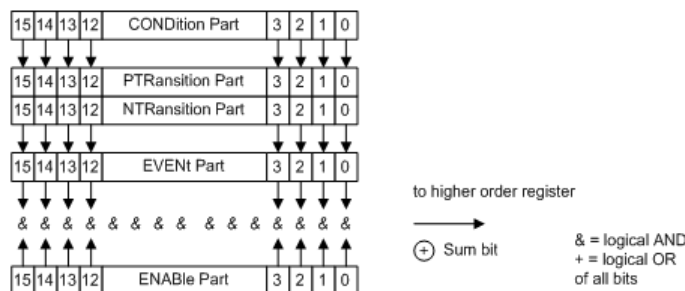 15 14 13 12 CONDition Part 3 2 1 0
15 14 13 12 PTRansition Part 3 2 1 0
15 14 13 12 NTRansition Part 3 2 1 0
15 14 13 12 EVENt Part 3 2 1 0
to higher order register
& & & & & & & & & & & & & & &
+ Sum bit
& = logical AND
+ = logical OR
of all bits
15 14 13 12 ENABle Part 3 2 1 0